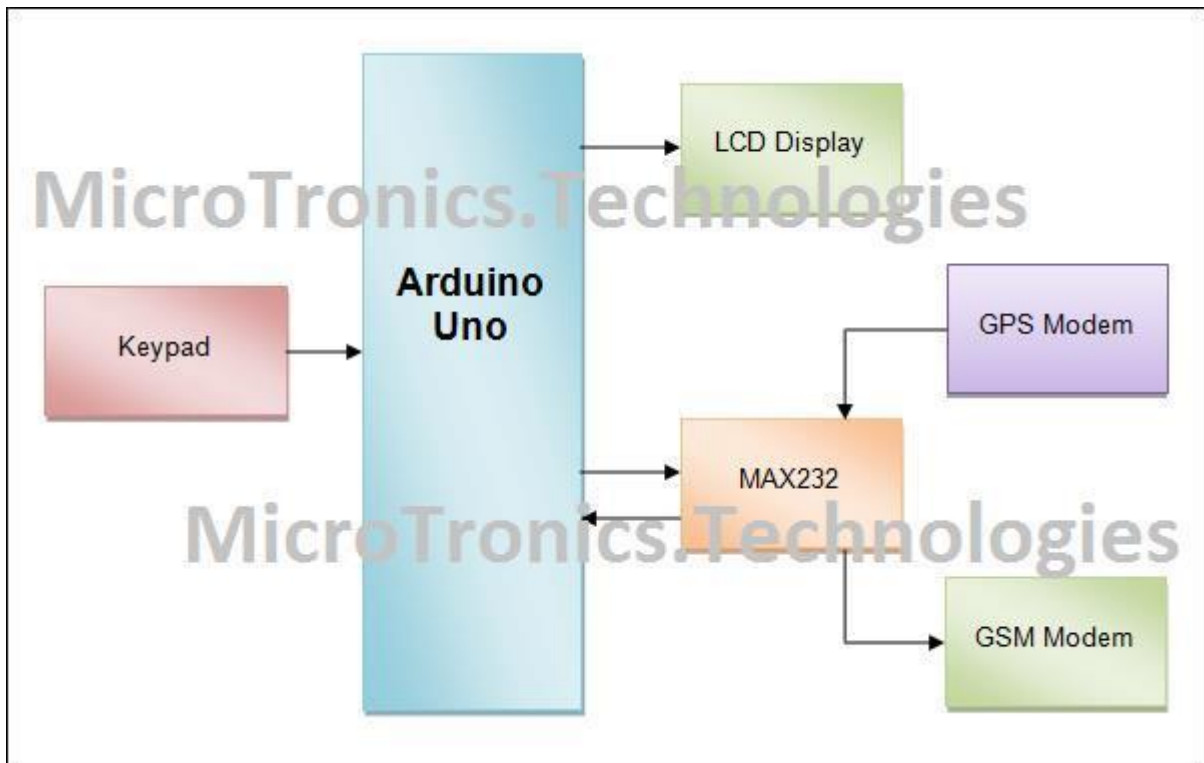 LCD Display
MicroTronics.Technologies
Arduino
Uno
GPS Modem
Keypad
MAX232
MicroTronics.Technologies
GSM Modem